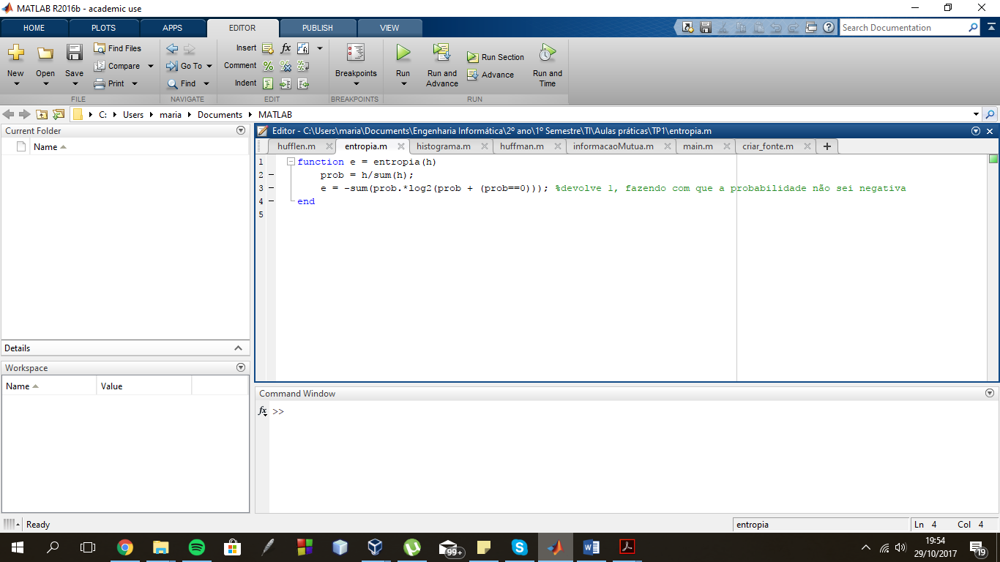 MATLAB R2016b - academic use
HOME PLOTS APPS EDITOR PUBLISH VIEW
Search Documentation
New Open Save Find Files Compare Print
FILE
Go To Find
NAVIGATE
Insert fx
Comment
Indent
EDIT
Breakpoints
BREAKPOINTS
Run Run and Advance Run Section Advance Run and Time
RUN
C: Users maria Documents MATLAB
Current Folder
Name
Details
Workspace
Name Value
Editor - C:\Users\maria\Documents\Engenharia Informática\2º ano\1º Semestre\TI\Aulas práticas\TP1\entropia.m
hufflen.m entropia.m histograma.m huffman.m informacaoMutua.m main.m criar_fonte.m +
1 function e = entropia(h)
2 prob = h/sum(h);
3 e = -sum(prob.*log2(prob + (prob==0))); %devolve 1, fazendo com que a probabilidade não sei negativa
4 end
5
Command Window
fx >>
Ready
entropia
Ln 4 Col 4
99+
19:54
29/10/2017
19